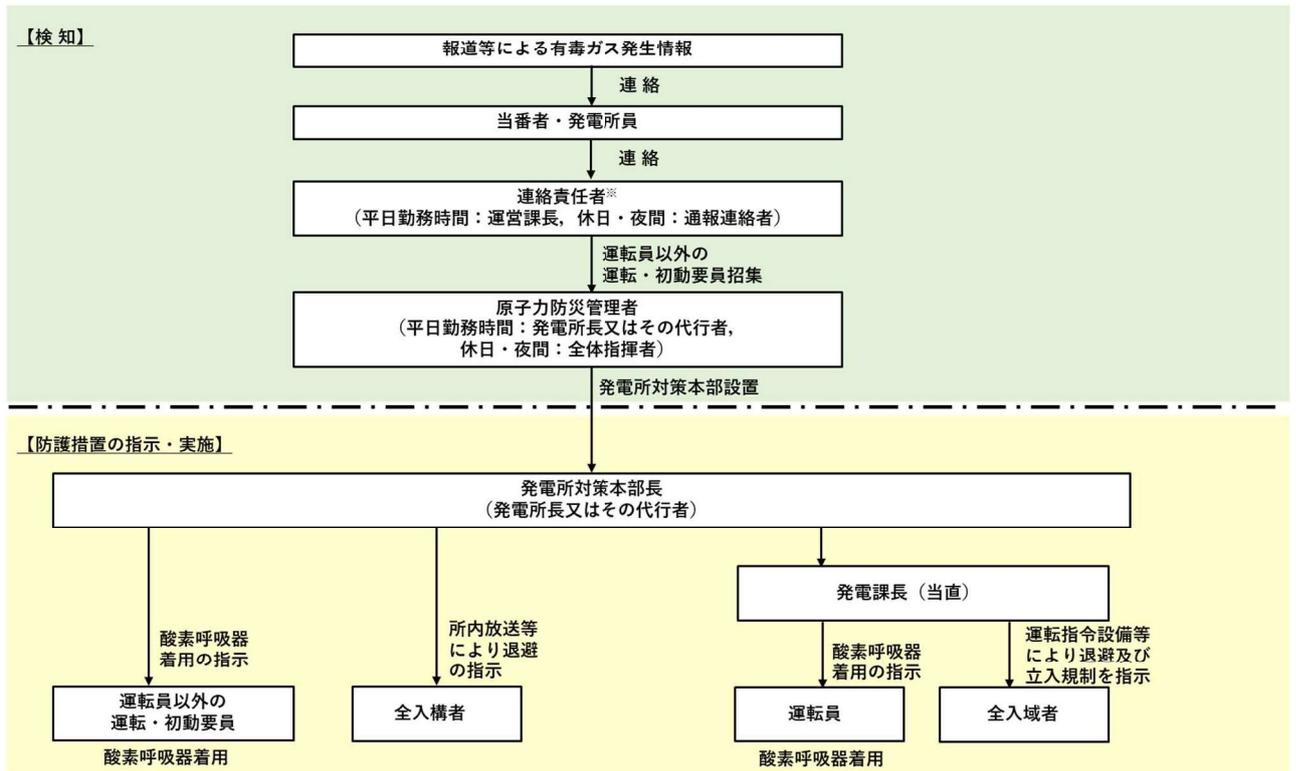 【検 知】
報道等による有毒ガス発生情報
連 絡
当番者・発電所員
連 絡
連絡責任者※
（平日勤務時間：運営課長，休日・夜間：通報連絡者）
運転員以外の
運転・初動要員招集
原子力防災管理者
（平日勤務時間：発電所長又はその代行者，
休日・夜間：全体指揮者）
発電所対策本部設置
【防護措置の指示・実施】
発電所対策本部長
（発電所長又はその代行者）
発電課長（当直）
酸素呼吸器
着用の指示
所内放送等
により退避
の指示
酸素呼吸器
着用の指示
運転指令設備等
により退避及び
立入規制を指示
運転員以外の
運転・初動要員
全入構者
運転員
全入域者
酸素呼吸器着用
酸素呼吸器着用